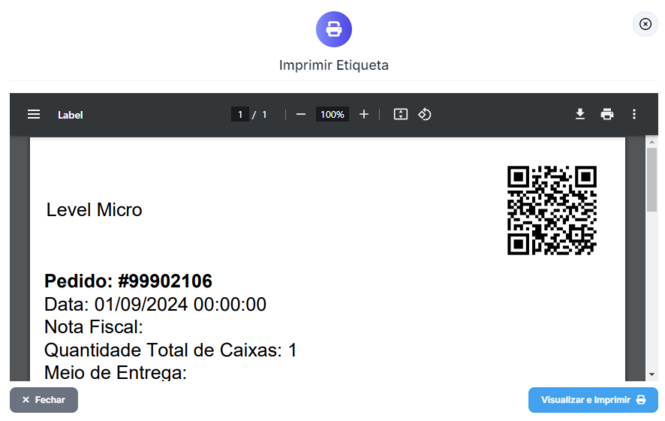 Imprimir Etiqueta
Label
1 / 1
100%
Level Micro
Pedido: #99902106
Data: 01/09/2024 00:00:00
Nota Fiscal:
Quantidade Total de Caixas: 1
Meio de Entrega:
Fechar
Visualizar e Imprimir